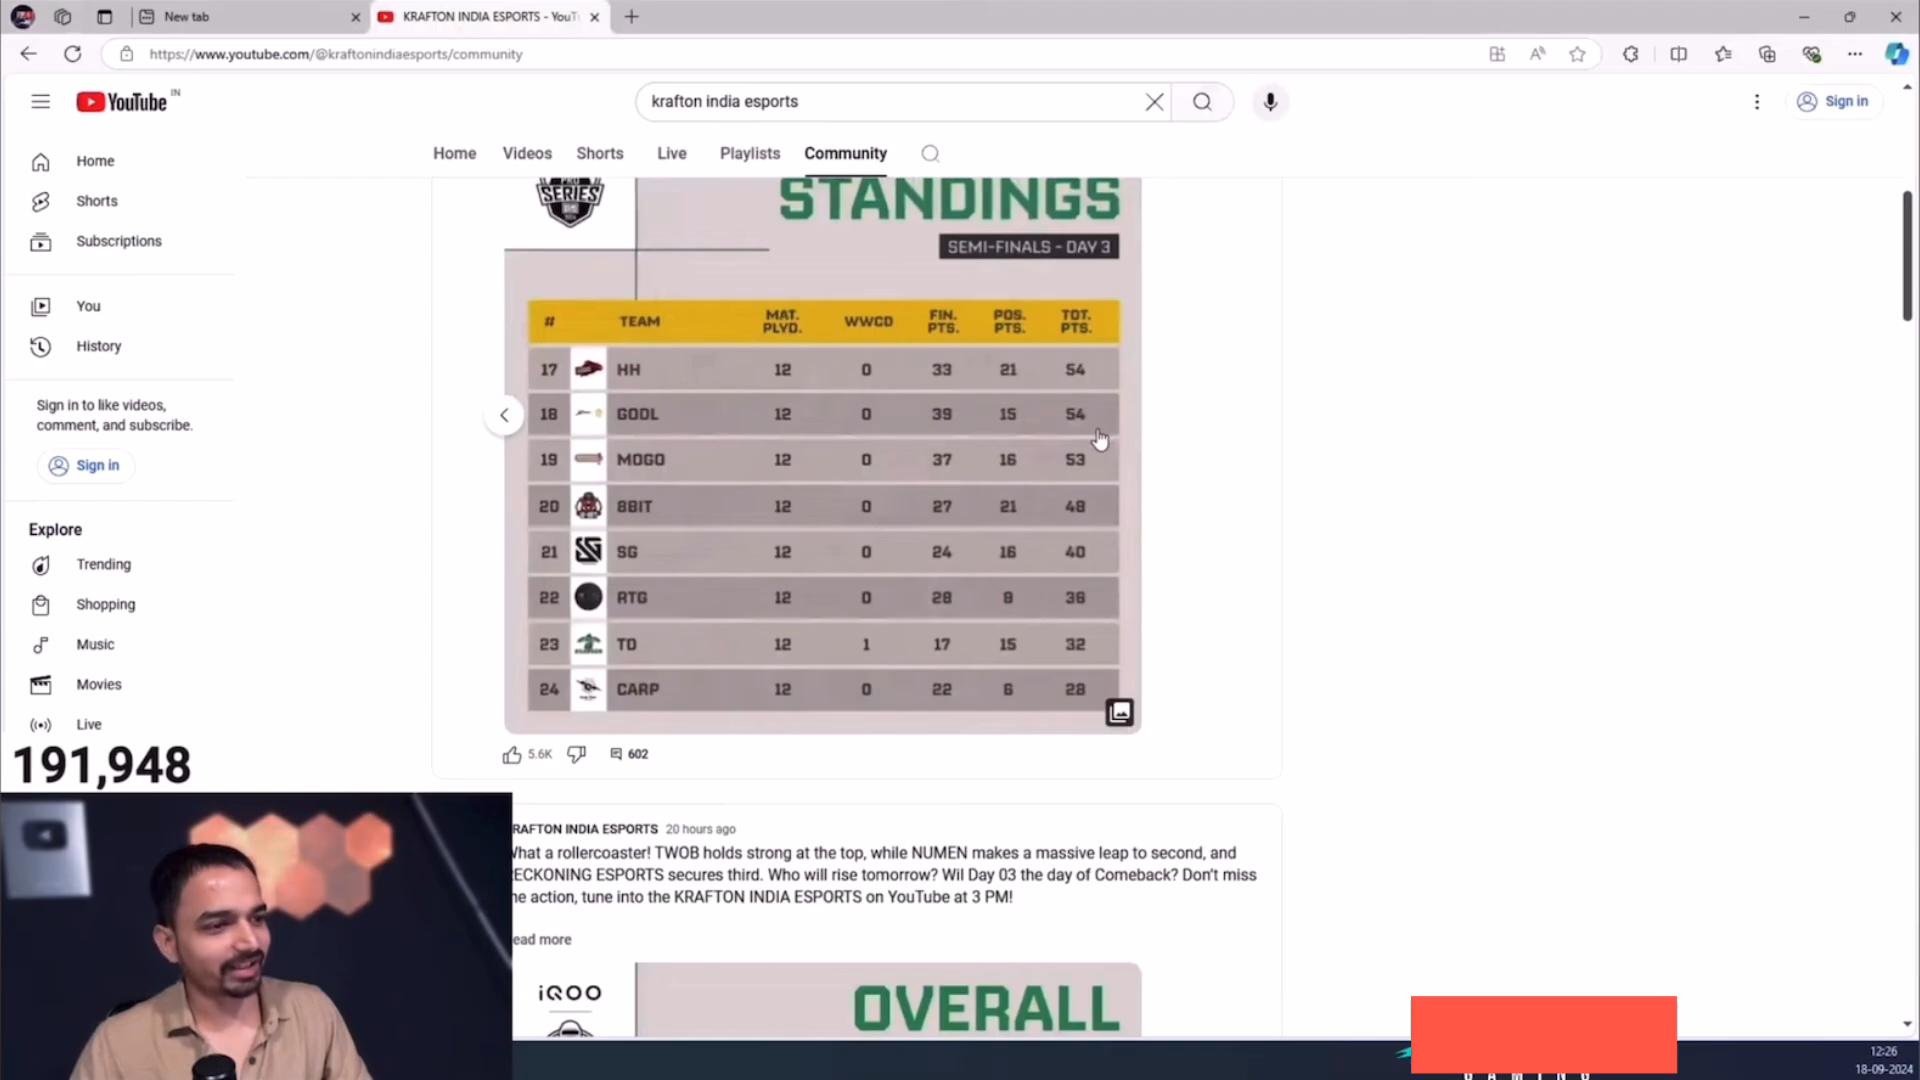 New tab
KRAFTON INDIA ESPORTS - YouT
https://www.youtube.com/@kraftonindiaesports/community
YouTube IN
krafton india esports
Sign in
Home
Videos
Shorts
Live
Playlists
Community
Home
Shorts
Subscriptions
You
History
Sign in to like videos,
comment, and subscribe.
Sign in
Explore
Trending
Shopping
Music
Movies
Live
191,948
PRO
SERIES
STANDINGS
SEMI-FINALS - DAY 3
# TEAM MAT. PLYD. WWCD FIN. PTS. POS. PTS. TOT. PTS.
17 HH 12 0 33 21 54
18 GODL 12 0 39 15 54
19 MOGO 12 0 37 16 53
20 8BIT 12 0 27 21 48
21 SG 12 0 24 16 40
22 RTG 12 0 28 8 36
23 TD 12 1 17 15 32
24 CARP 12 0 22 6 28
5.6K
602
RAFTON INDIA ESPORTS 20 hours ago
hat a rollercoaster! TWOB holds strong at the top, while NUMEN makes a massive leap to second, and
ECKONING ESPORTS secures third. Who will rise tomorrow? Wil Day 03 the day of Comeback? Don't miss
he action, tune into the KRAFTON INDIA ESPORTS on YouTube at 3 PM!
ead more
iQOO
OVERALL
GAMING
12:26
18-09-2024